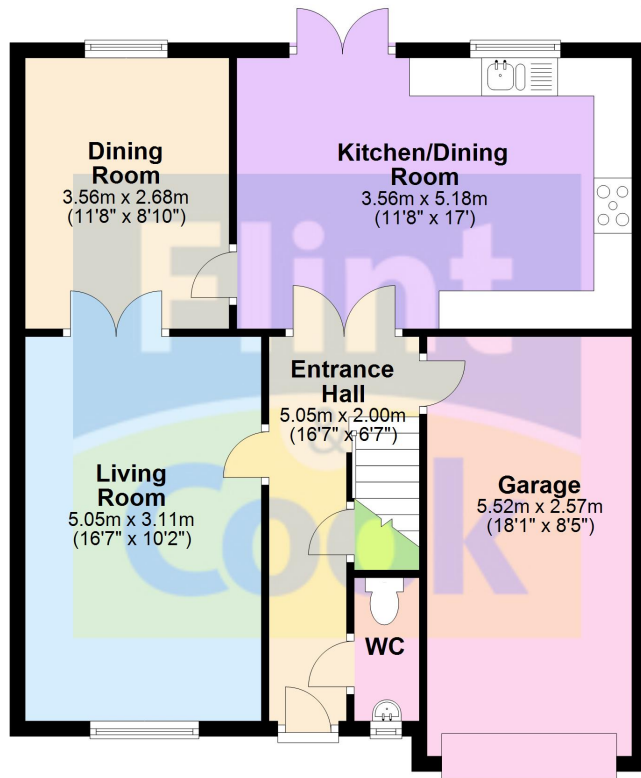 Dining
Room
3.56m x 2.68m
(11'8" x 8'10")
Kitchen/Dining
Room
3.56m x 5.18m
(11'8" x 17')
Flint
Entrance
Hall
5.05m x 2.00m
(16'7" x 6'7")
&
Living
Room
5.05m x 3.11m
(16'7" x 10'2")
Garage
5.52m x 2.57m
(18'1" x 8'5")
Cook
WC